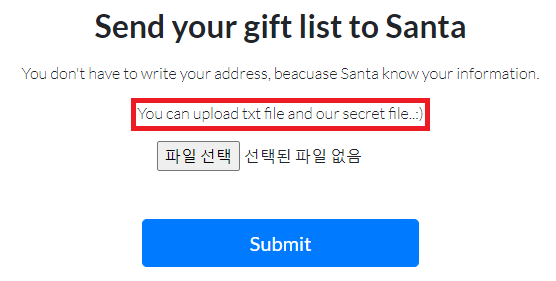 Send your gift list to Santa
You don't have to write your address, beacuase Santa know your information.
You can upload txt file and our secret file..:)
파일 선택 선택된 파일 없음
Submit